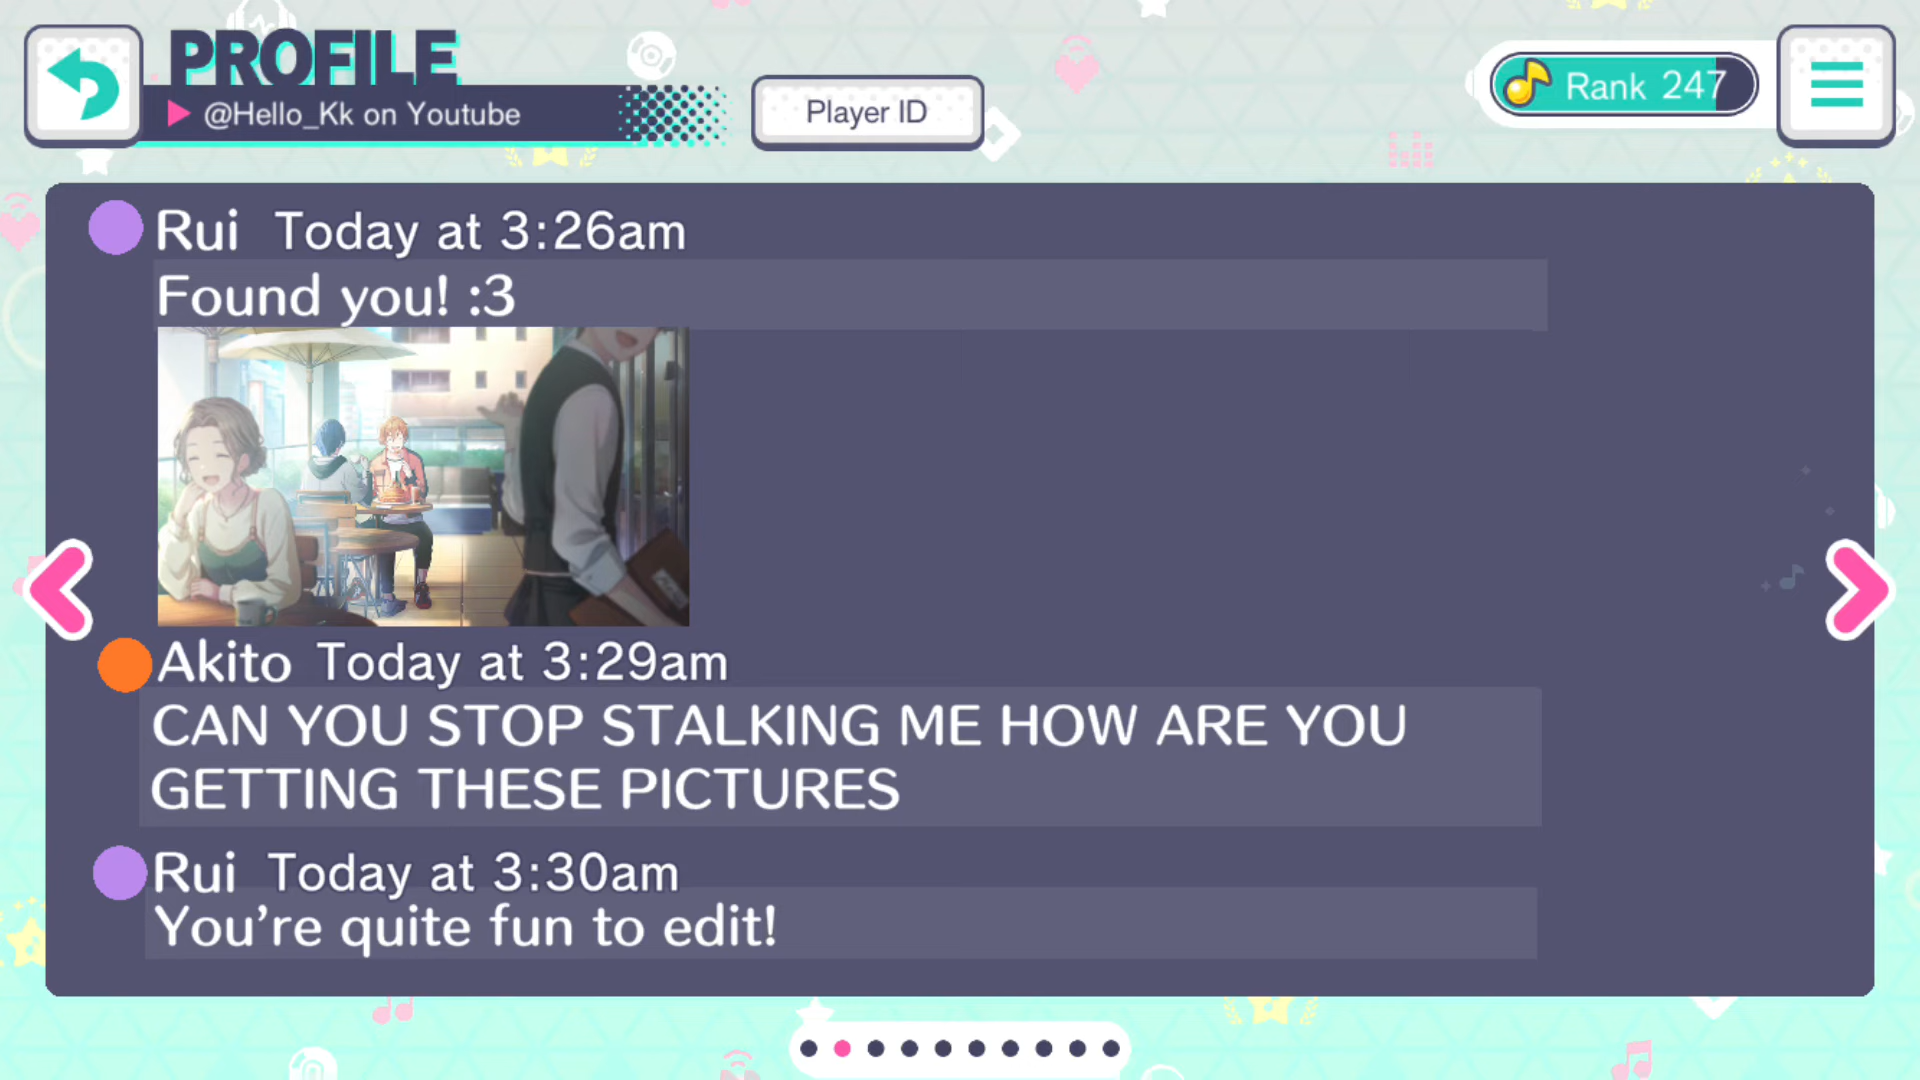 PROFILE
@Hello_Kk on Youtube
Player ID
Rank 247
Rui Today at 3:26am
Found you! :3
Akito Today at 3:29am
CAN YOU STOP STALKING ME HOW ARE YOU
GETTING THESE PICTURES
Rui Today at 3:30am
You're quite fun to edit!